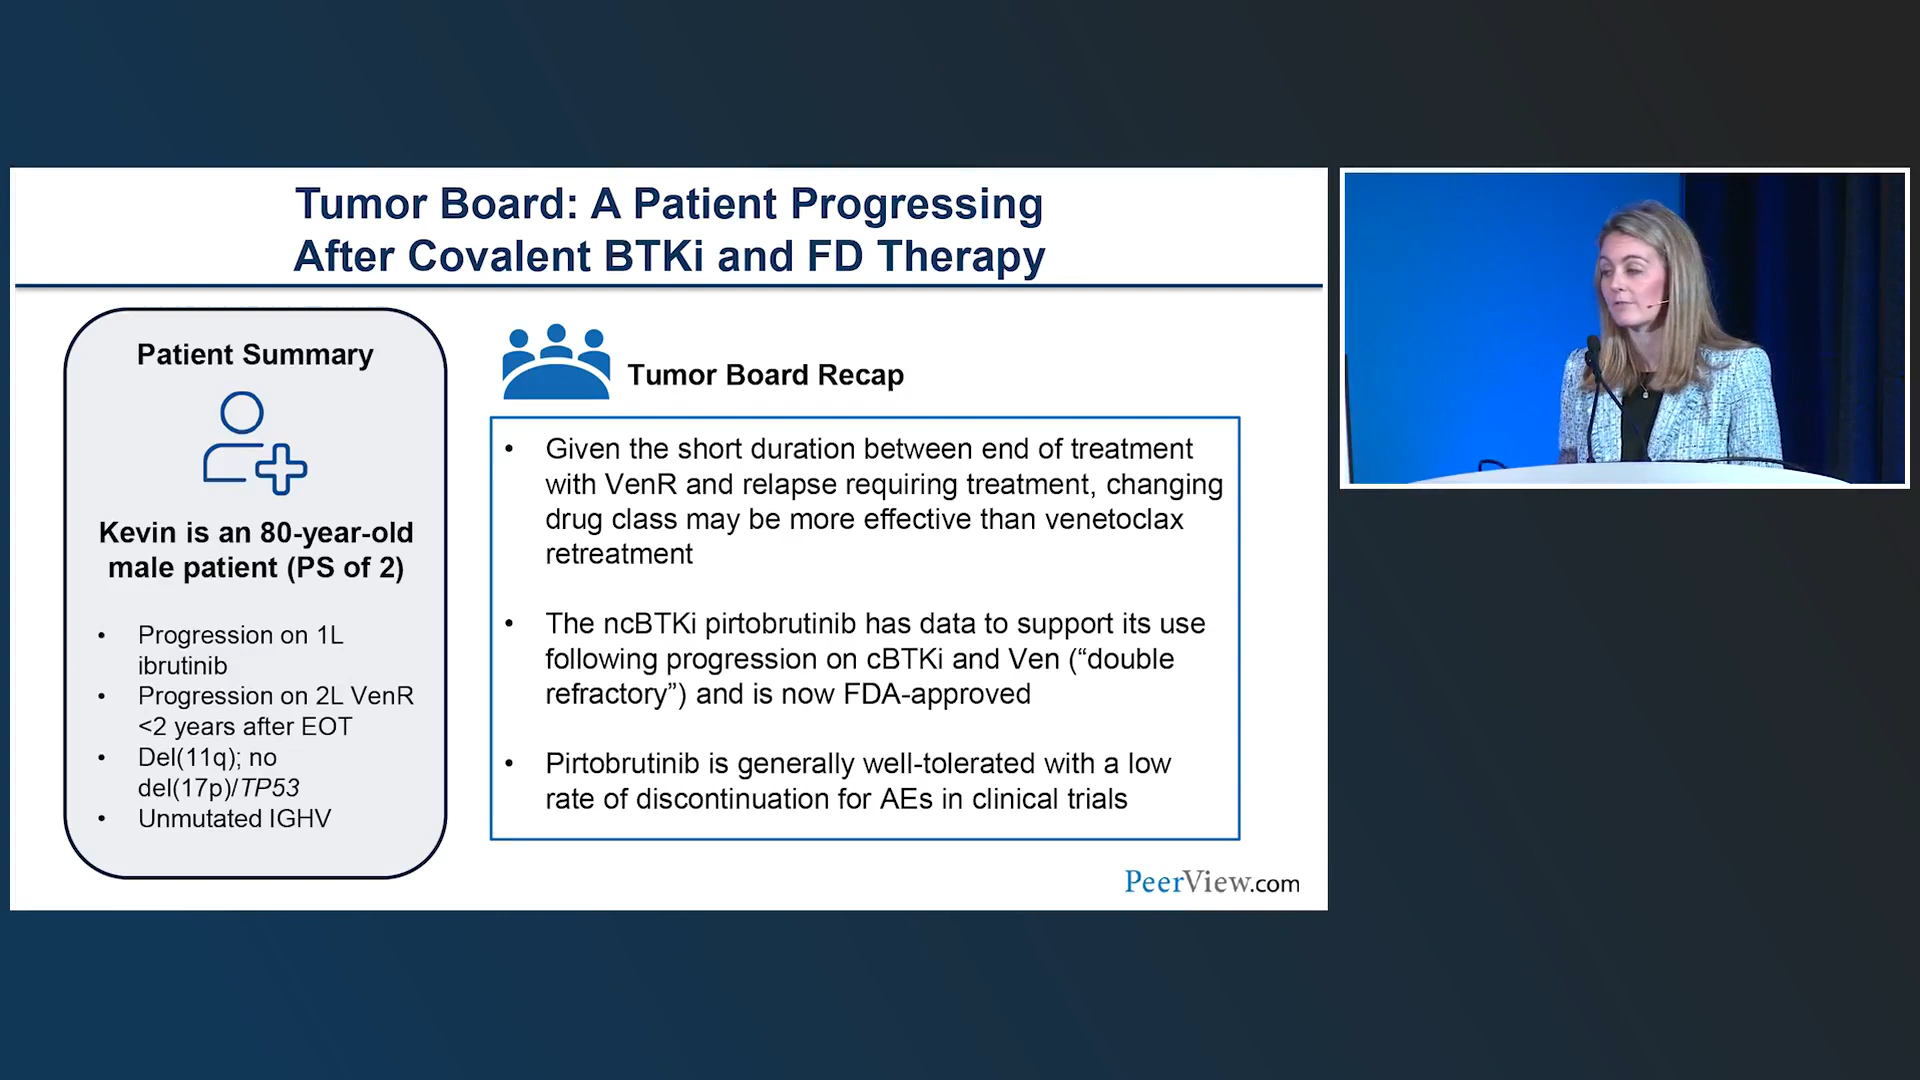 Tumor Board: A Patient Progressing
After Covalent BTKi and FD Therapy
Patient Summary
Kevin is an 80-year-old
male patient (PS of 2)
• Progression on 1L
ibrutinib
• Progression on 2L VenR
<2 years after EOT
• Del(11q); no
del(17p)/TP53
• Unmutated IGHV
Tumor Board Recap
• Given the short duration between end of treatment
with VenR and relapse requiring treatment, changing
drug class may be more effective than venetoclax
retreatment
• The ncBTKi pirtobrutinib has data to support its use
following progression on cBTKi and Ven (“double
refractory”) and is now FDA-approved
• Pirtobrutinib is generally well-tolerated with a low
rate of discontinuation for AEs in clinical trials
PeerView.com